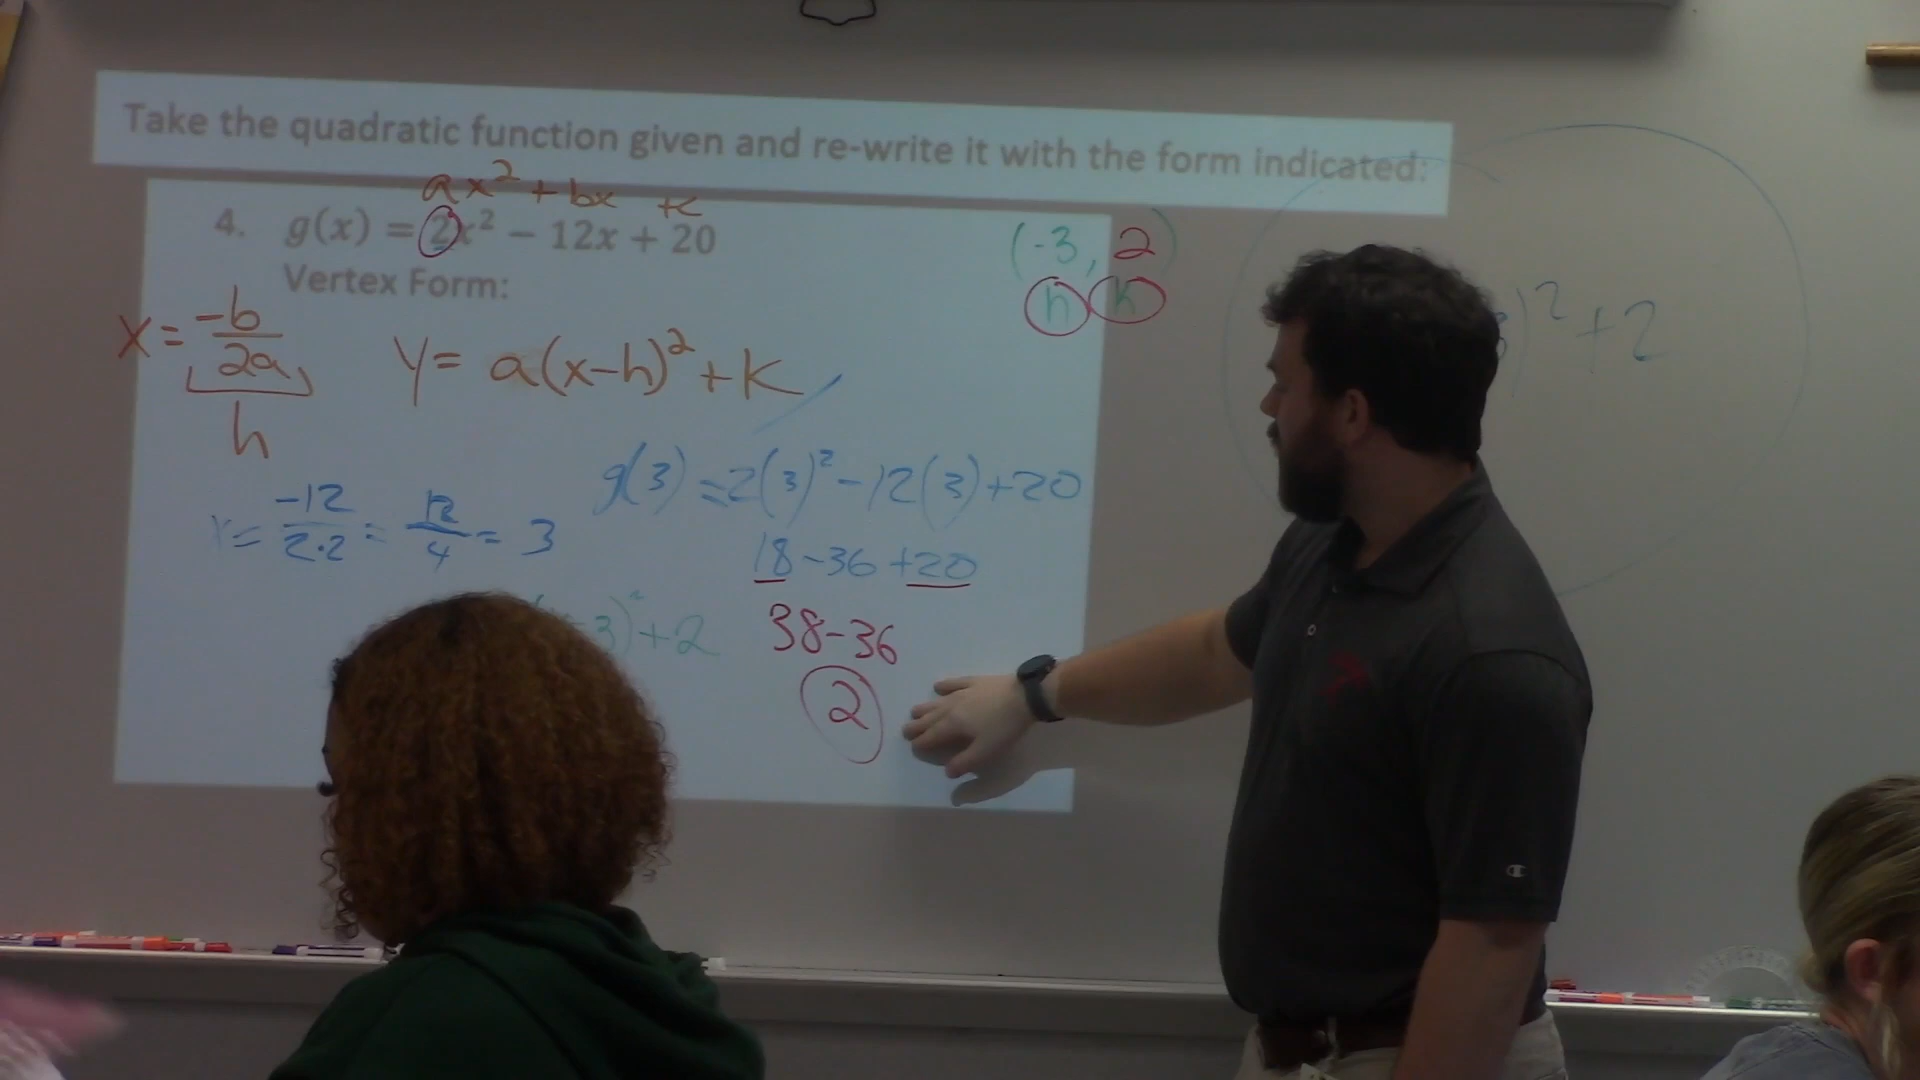 Take the quadratic function given and re-write it with the form indicated:
ax² + bx + c
4. g(x) = 2x² − 12x + 20
Vertex Form:
(-3, 2)
h k
x = -b/2a
h
y = a(x-h)² + k
)² + 2
g(3) = 2(3)² - 12(3) + 20
x = -12/2·2 = 12/4 = 3
18 - 36 + 20
-3)² + 2
38 - 36
2